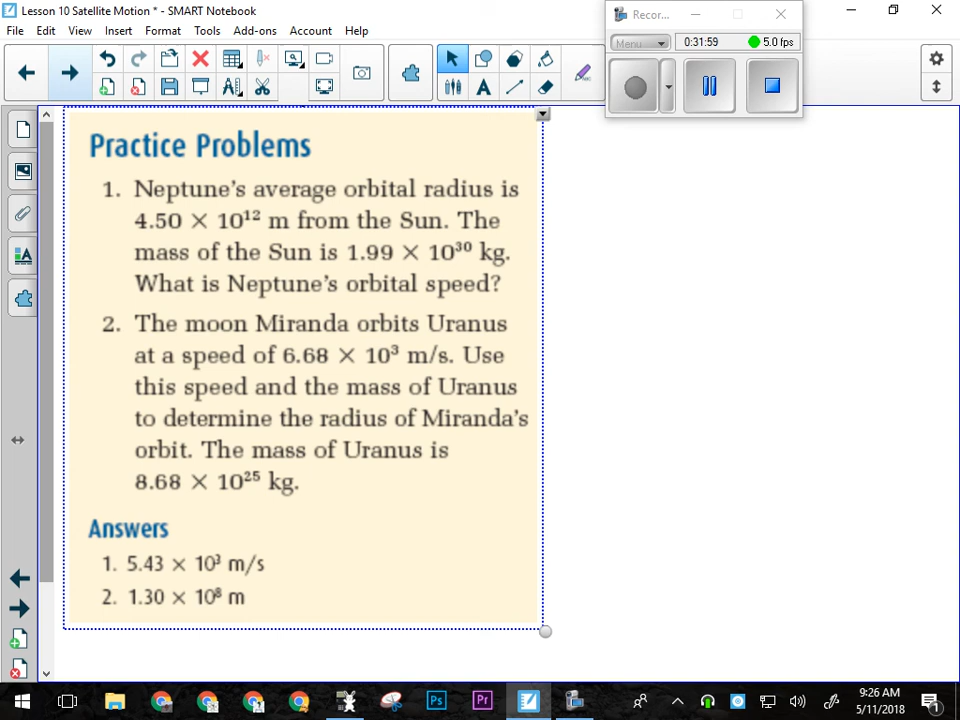 Lesson 10 Satellite Motion * - SMART Notebook
File Edit View Insert Format Tools Add-ons Account Help
Recor...
Menu 0:31:59 5.0 fps
Practice Problems
1. Neptune's average orbital radius is
4.50 × 10¹² m from the Sun. The
mass of the Sun is 1.99 × 10³⁰ kg.
What is Neptune's orbital speed?
2. The moon Miranda orbits Uranus
at a speed of 6.68 × 10³ m/s. Use
this speed and the mass of Uranus
to determine the radius of Miranda's
orbit. The mass of Uranus is
8.68 × 10²⁵ kg.
Answers
1. 5.43 × 10³ m/s
2. 1.30 × 10⁸ m
Ps
Pr
9:26 AM
5/11/2018
1